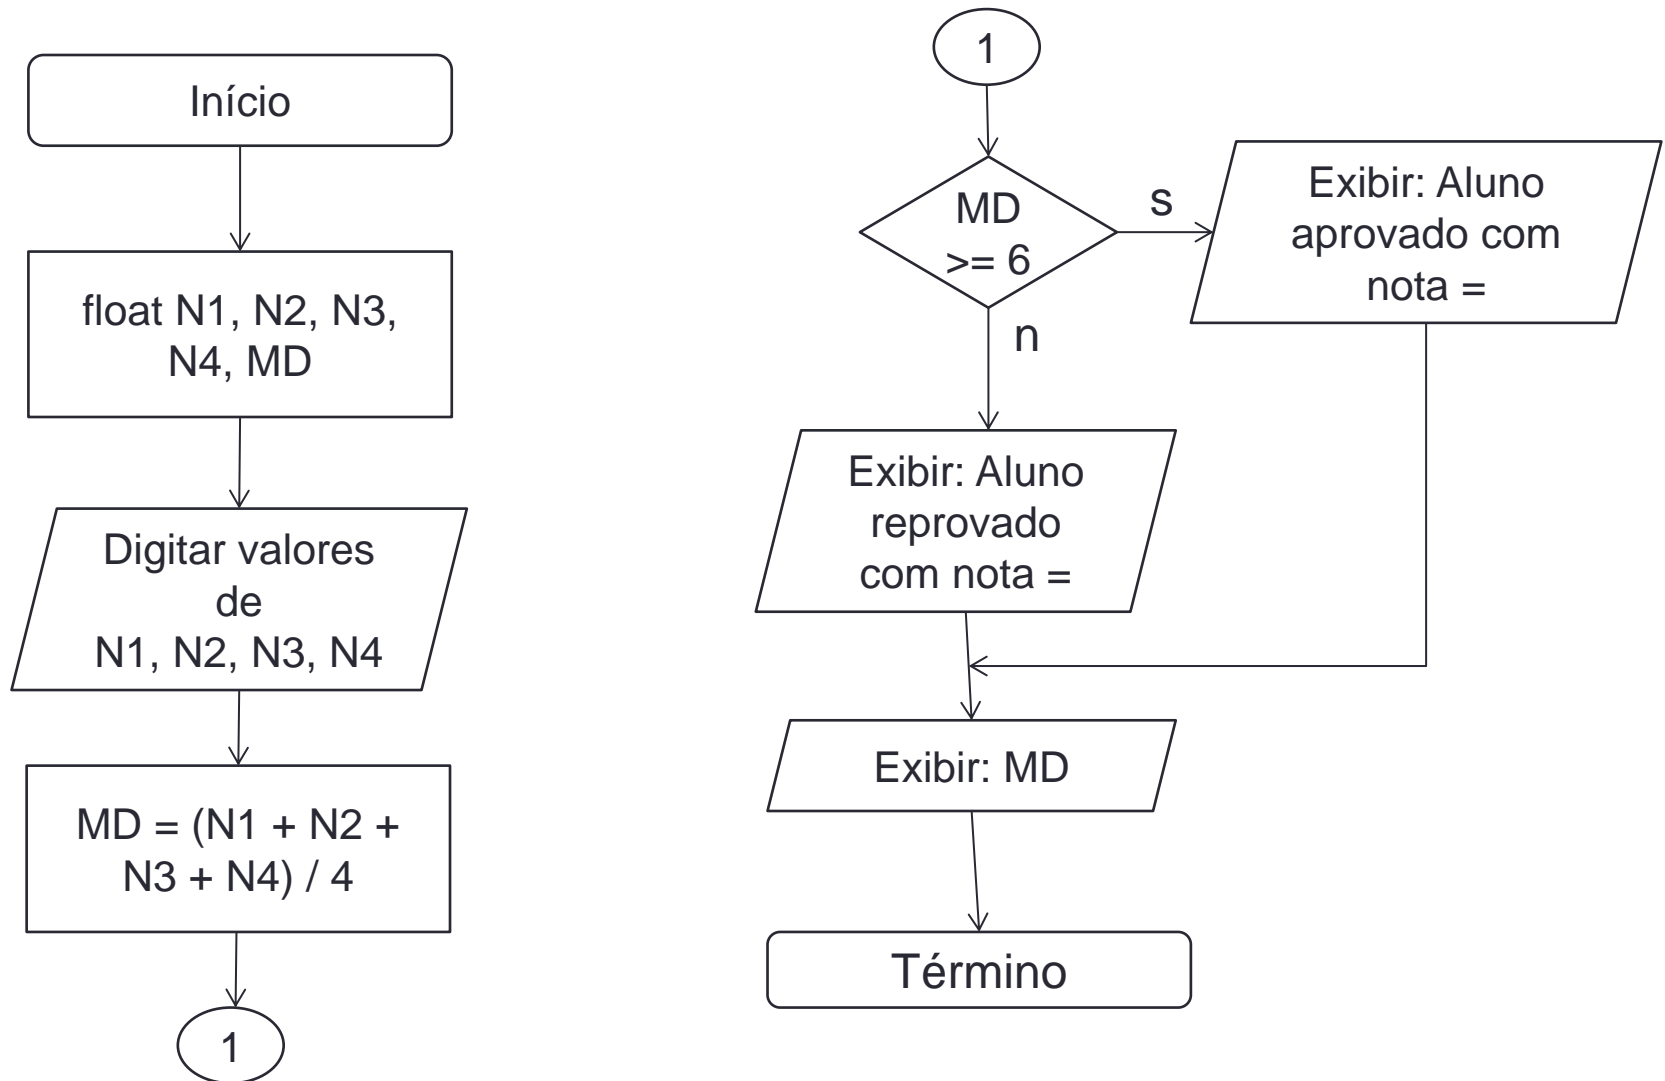 Início
float N1, N2, N3,
N4, MD
Digitar valores
de
N1, N2, N3, N4
MD = (N1 + N2 +
N3 + N4) / 4
1
1
MD
>= 6
s
Exibir: Aluno
aprovado com
nota =
n
Exibir: Aluno
reprovado
com nota =
Exibir: MD
Término